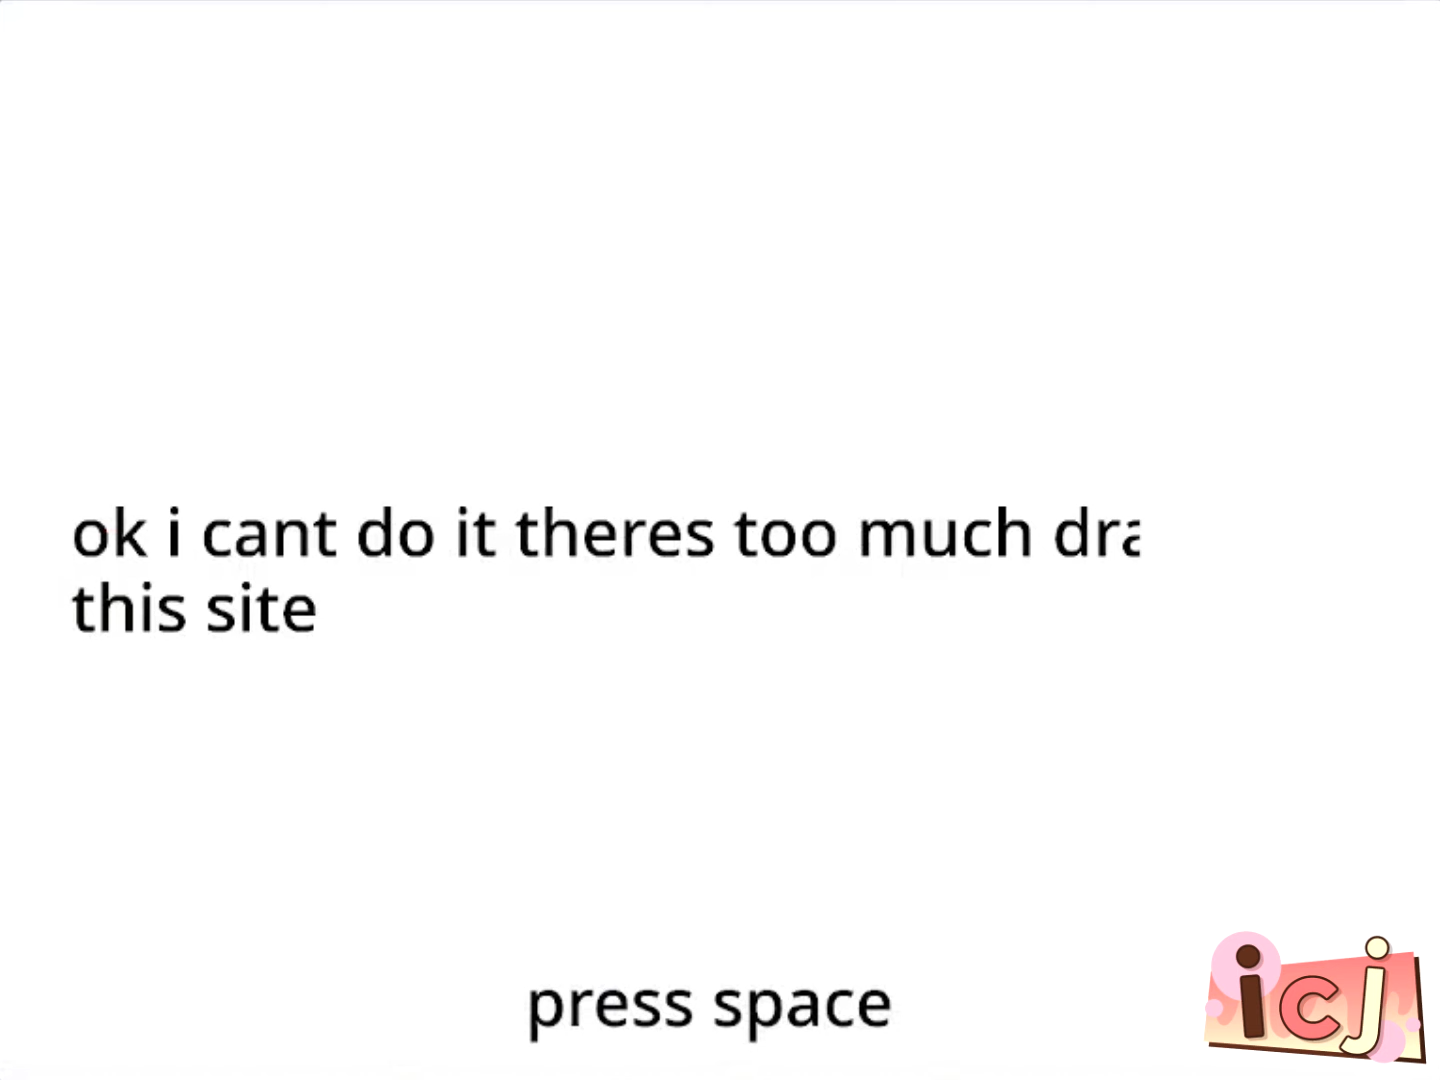 ok i cant do it theres too much
this site
press space
icj